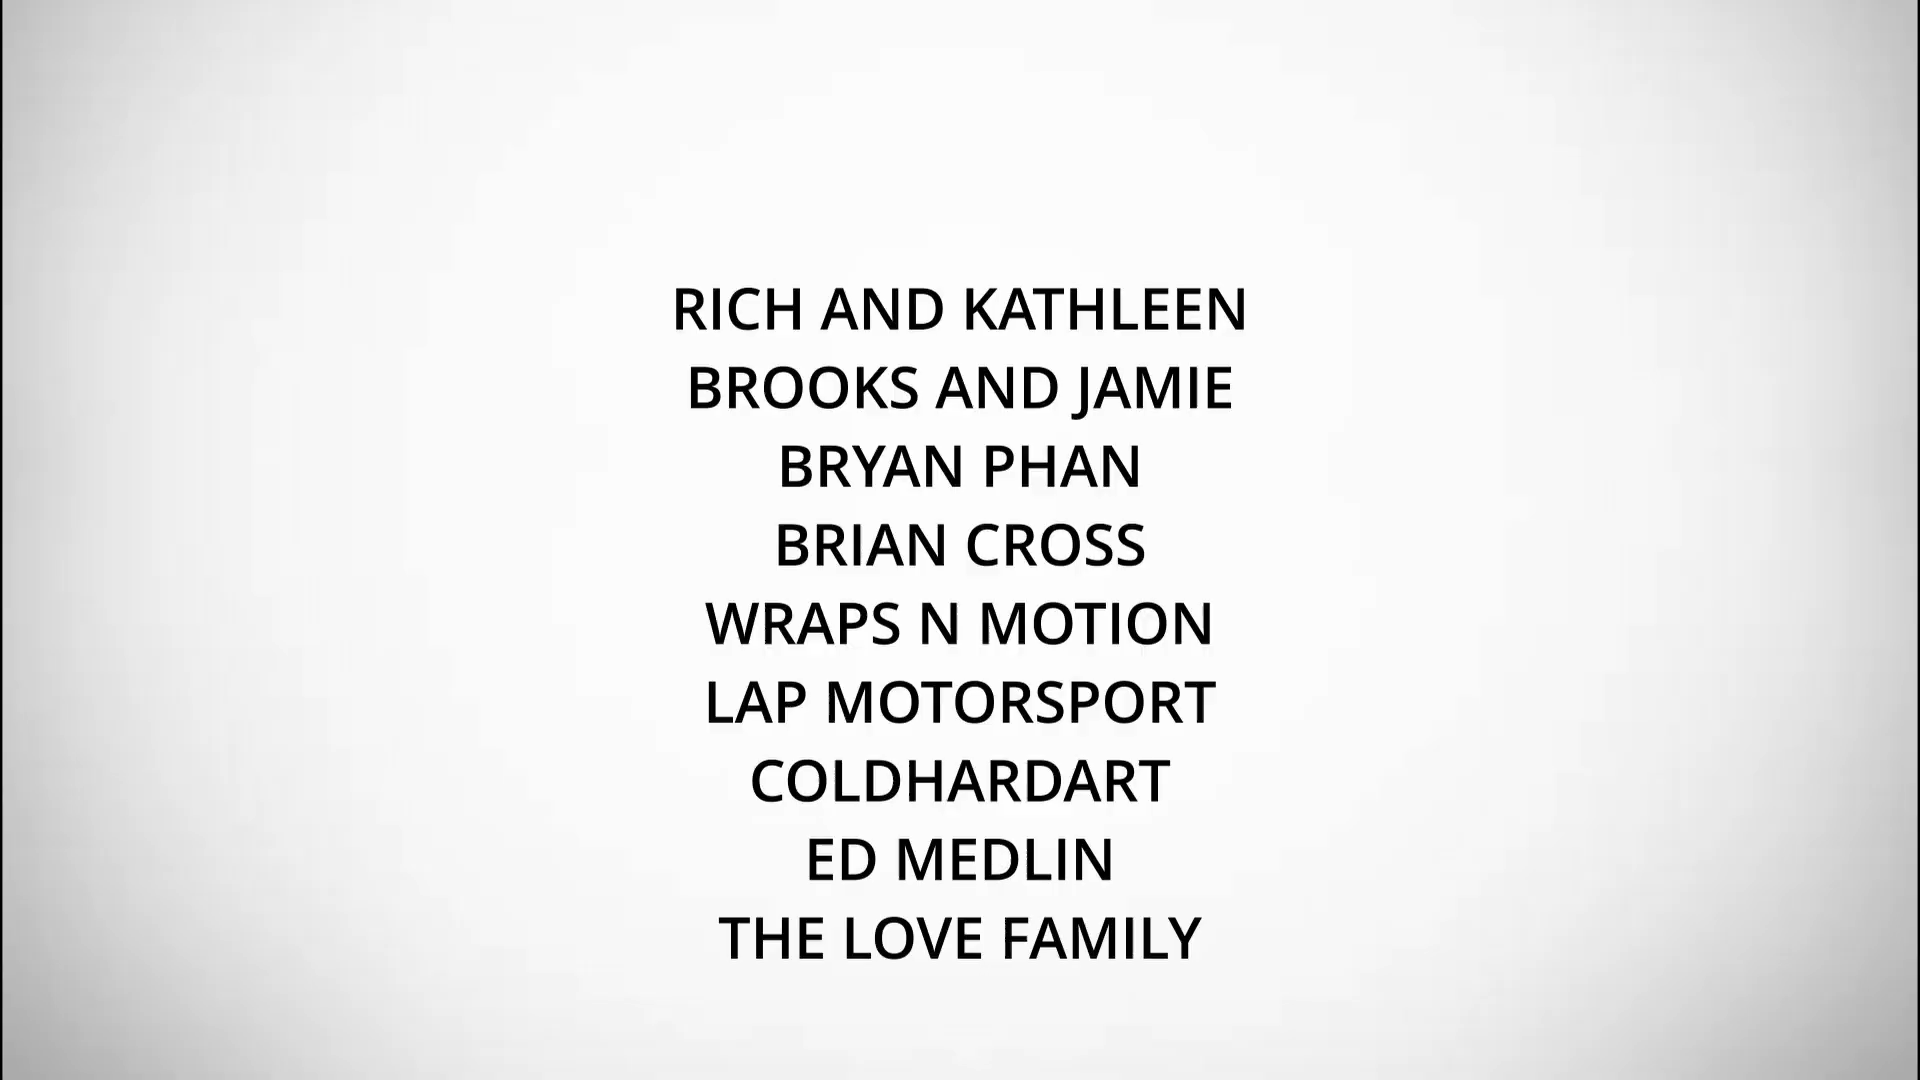 RICH AND KATHLEEN
BROOKS AND JAMIE
BRYAN PHAN
BRIAN CROSS
WRAPS N MOTION
LAP MOTORSPORT
COLDHARDART
ED MEDLIN
THE LOVE FAMILY